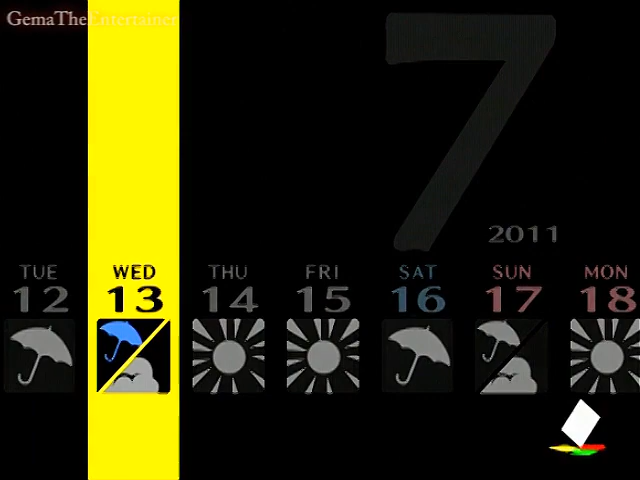 GemaTheEntertainer
7
2011
TUE WED THU FRI SAT SUN MON
12 13 14 15 16 17 18